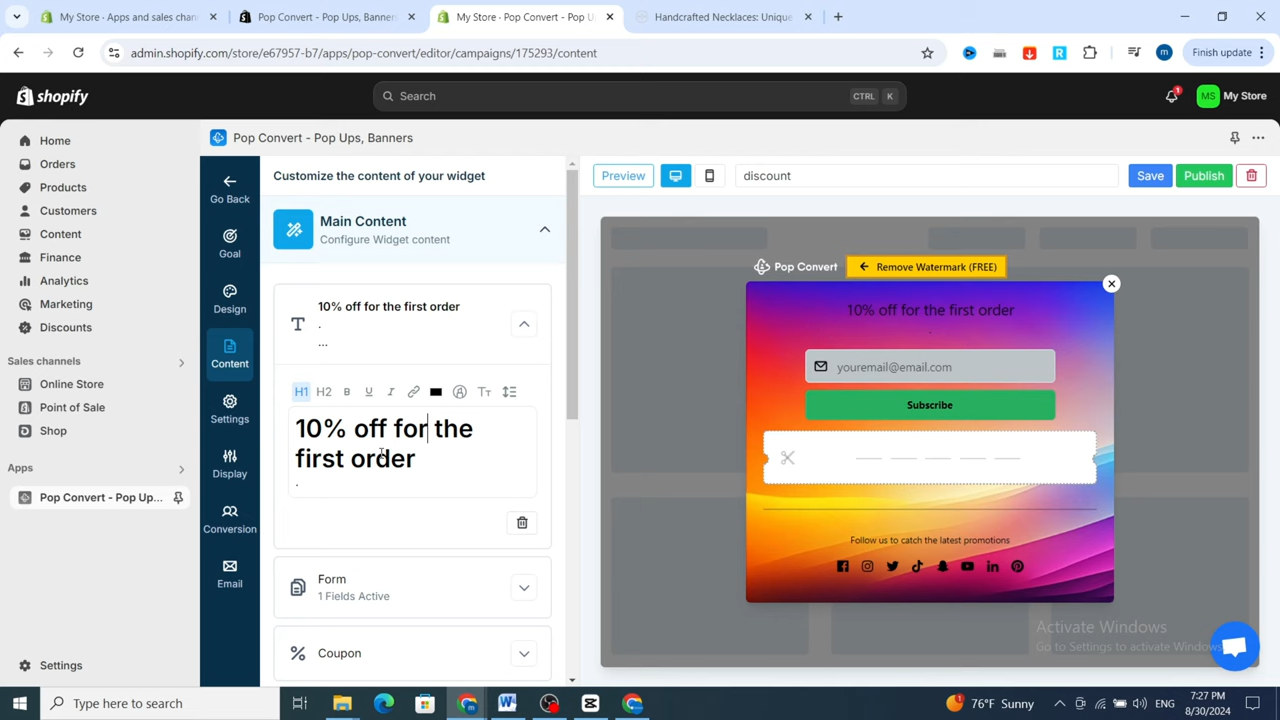 My Store · Apps and sales chan
Pop Convert - Pop Ups, Banners
My Store · Pop Convert - Pop U
Handcrafted Necklaces: Unique
admin.shopify.com/store/e67957-b7/apps/pop-convert/editor/campaigns/175293/content
m
Finish update
shopify
Search
CTRL K
1
MS My Store
Home
Orders
Products
Customers
Content
Finance
Analytics
Marketing
Discounts
Sales channels
Online Store
Point of Sale
Shop
Apps
Pop Convert - Pop Up...
Settings
Pop Convert - Pop Ups, Banners
Go Back
Goal
Design
Content
Settings
Display
Conversion
Email
Customize the content of your widget
Main Content
Configure Widget content
10% off for the first order
.
...
H1 H2 B U I
10% off for the
first order
.
Form
1 Fields Active
Coupon
Preview
discount
Save
Publish
Pop Convert
Remove Watermark (FREE)
10% off for the first order
.
youremail@email.com
Subscribe
Follow us to catch the latest promotions
Activate Windows
Go to Settings to activate Windows
Type here to search
1
76°F Sunny
ENG
7:27 PM
8/30/2024